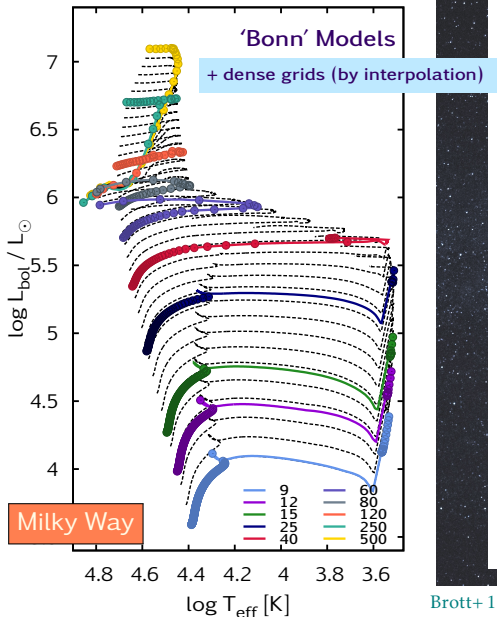 'Bonn' Models
+ dense grids (by interpolation)
7
6.5
6
5.5
5
4.5
4
log L_bol / L_⊙
9
12
15
25
40
60
80
120
250
500
Milky Way
4.8 4.6 4.4 4.2 4 3.8 3.6
log T_eff [K]
Brott+ 1